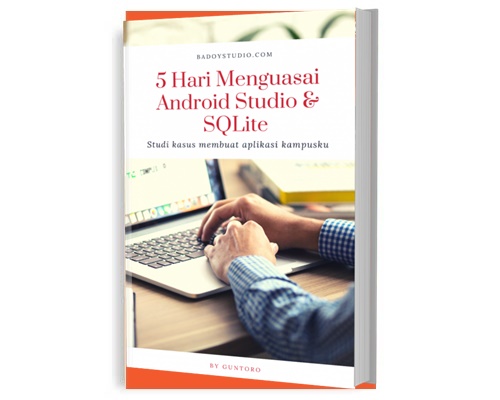 BADOYSTUDIO.COM
5 Hari Menguasai
Android Studio &
SQLite
Studi kasus membuat aplikasi kampusku
BY GUNTORO